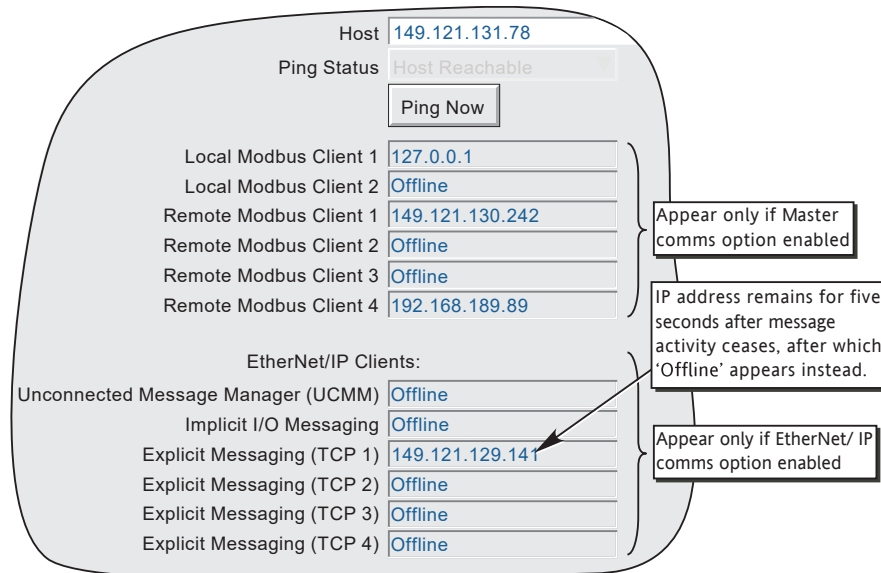 Host 149.121.131.78
Ping Status Host Reachable
Ping Now
Local Modbus Client 1 127.0.0.1
Local Modbus Client 2 Offline
Remote Modbus Client 1 149.121.130.242
Remote Modbus Client 2 Offline
Remote Modbus Client 3 Offline
Remote Modbus Client 4 192.168.189.89
Appear only if Master
comms option enabled
IP address remains for five
seconds after message
activity ceases, after which
‘Offline’ appears instead.
EtherNet/IP Clients:
Unconnected Message Manager (UCMM) Offline
Implicit I/O Messaging Offline
Explicit Messaging (TCP 1) 149.121.129.141
Explicit Messaging (TCP 2) Offline
Explicit Messaging (TCP 3) Offline
Explicit Messaging (TCP 4) Offline
Appear only if EtherNet/ IP
comms option enabled